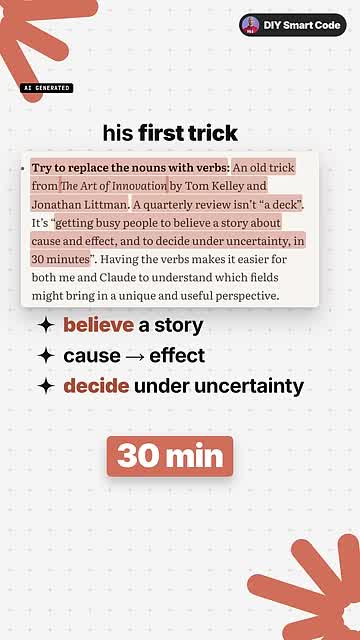 DIY Smart Code
AI GENERATED
his first trick
• Try to replace the nouns with verbs: An old trick
from The Art of Innovation by Tom Kelley and
Jonathan Littman. A quarterly review isn't “a deck”.
It's “getting busy people to believe a story about
cause and effect, and to decide under uncertainty, in
30 minutes”. Having the verbs makes it easier for
both me and Claude to understand which fields
might bring in a unique and useful perspective.
✦ believe a story
✦ cause → effect
✦ decide under uncertainty
30 min